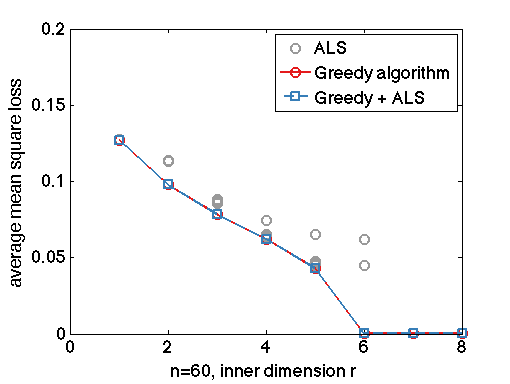 0.2
0.15
0.1
0.05
0
0
2
4
6
8
average mean square loss
n=60, inner dimension r
ALS
Greedy algorithm
Greedy + ALS